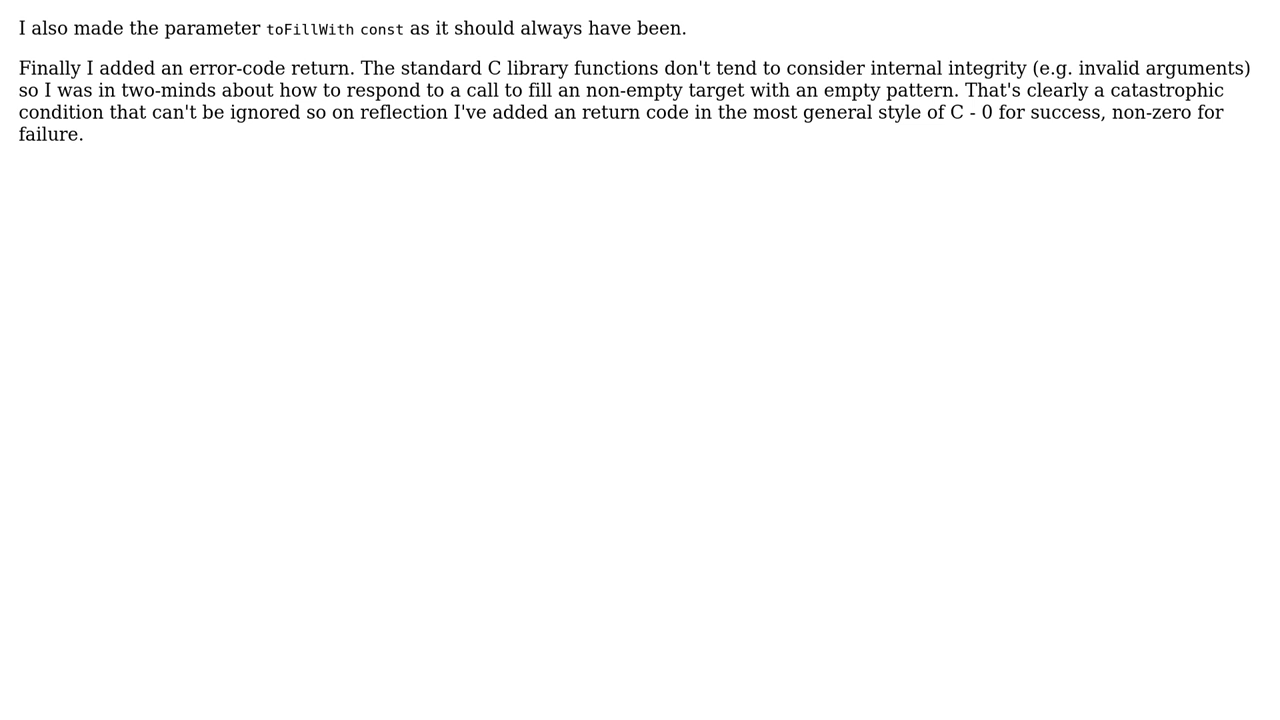 I also made the parameter toFillWith const as it should always have been.
Finally I added an error-code return. The standard C library functions don't tend to consider internal integrity (e.g. invalid arguments)
so I was in two-minds about how to respond to a call to fill an non-empty target with an empty pattern. That's clearly a catastrophic
condition that can't be ignored so on reflection I've added an return code in the most general style of C - 0 for success, non-zero for
failure.